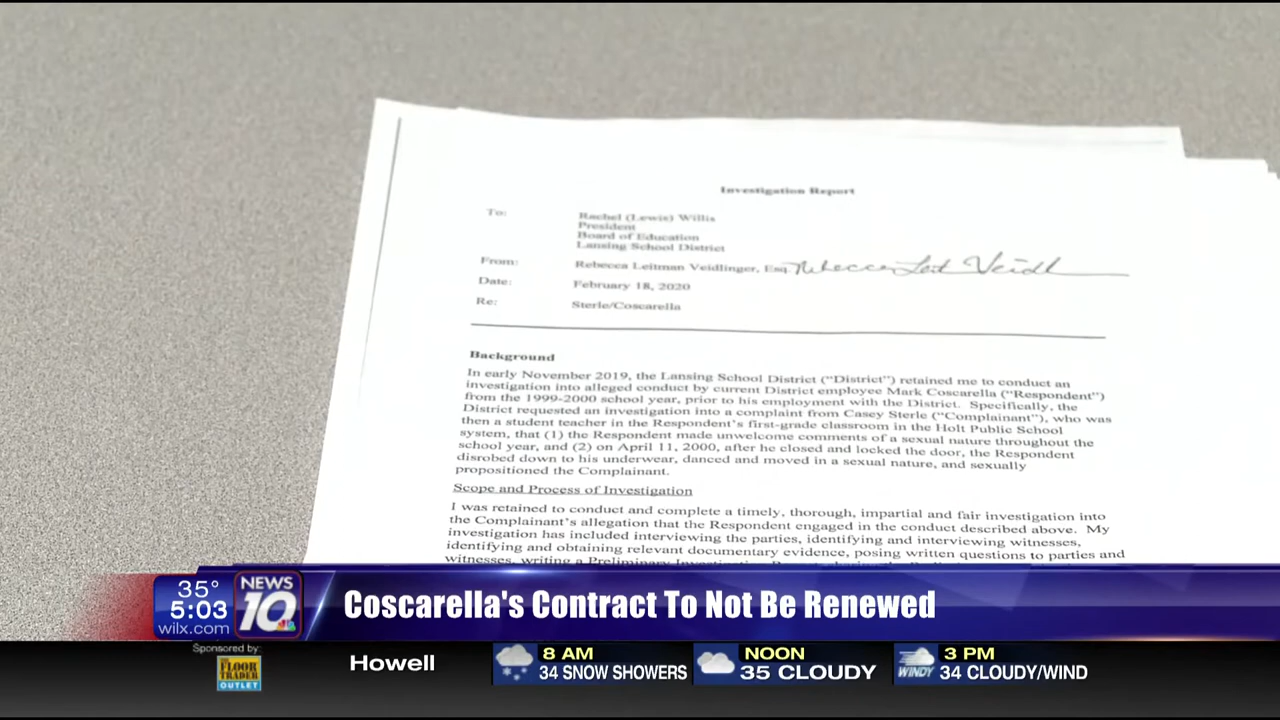 Investigation Report
To:
Rachel (Lewis) Willis
President
Board of Education
Lansing School District
From:
Rebecca Leitman Veidlinger, Esq.
Date:
February 18, 2020
Re:
Sterle/Coscarella
Background
In early November 2019, the Lansing School District ("District") retained me to conduct an
investigation into alleged conduct by current District employee Mark Coscarella ("Respondent")
from the 1999-2000 school year, prior to his employment with the District. Specifically, the
District requested an investigation into a complaint from Casey Sterle ("Complainant"), who was
then a student teacher in the Respondent's first-grade classroom in the Holt Public School
system, that (1) the Respondent made unwelcome comments of a sexual nature throughout the
school year, and (2) on April 11, 2000, after he closed and locked the door, the Respondent
disrobed down to his underwear, danced and moved in a sexual nature, and sexually
propositioned the Complainant.
Scope and Process of Investigation
I was retained to conduct and complete a timely, thorough, impartial and fair investigation into
the Complainant's allegation that the Respondent engaged in the conduct described above. My
investigation has included interviewing the parties, identifying and interviewing witnesses,
identifying and obtaining relevant documentary evidence, posing written questions to parties and
witnesses, writing a Preliminary
35°
5:03
wilx.com
NEWS
10
Coscarella's Contract To Not Be Renewed
Sponsored by:
FLOOR
TRADER
OUTLET
Howell
8 AM
34 SNOW SHOWERS
NOON
35 CLOUDY
WINDY
3 PM
34 CLOUDY/WIND